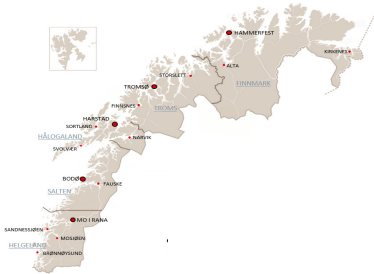 HAMMERFEST
KIRKENES
ALTA
STORSLETT
FINNMARK
TROMSØ
FINNSNES
TROMS
HARSTAD
SORTLAND
HÅLOGALAND
NARVIK
SVOLVÆR
BODØ
FAUSKE
SALTEN
MO I RANA
SANDNESSJØEN
MOSJØEN
HELGELAND
BRØNNØYSUND